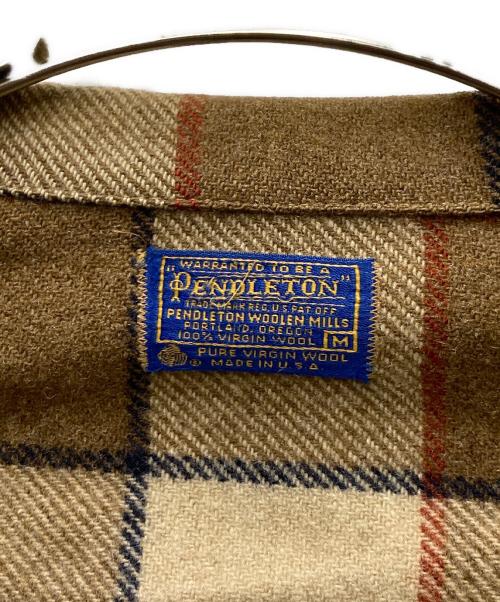 "WARRANTED TO BE A
PENDLETON"
TRADE MARK REG. U.S. PAT. OFF.
PENDLETON WOOLEN MILLS
PORTLAND, OREGON
100% VIRGIN WOOL M
PURE VIRGIN WOOL
MADE IN U.S.A.